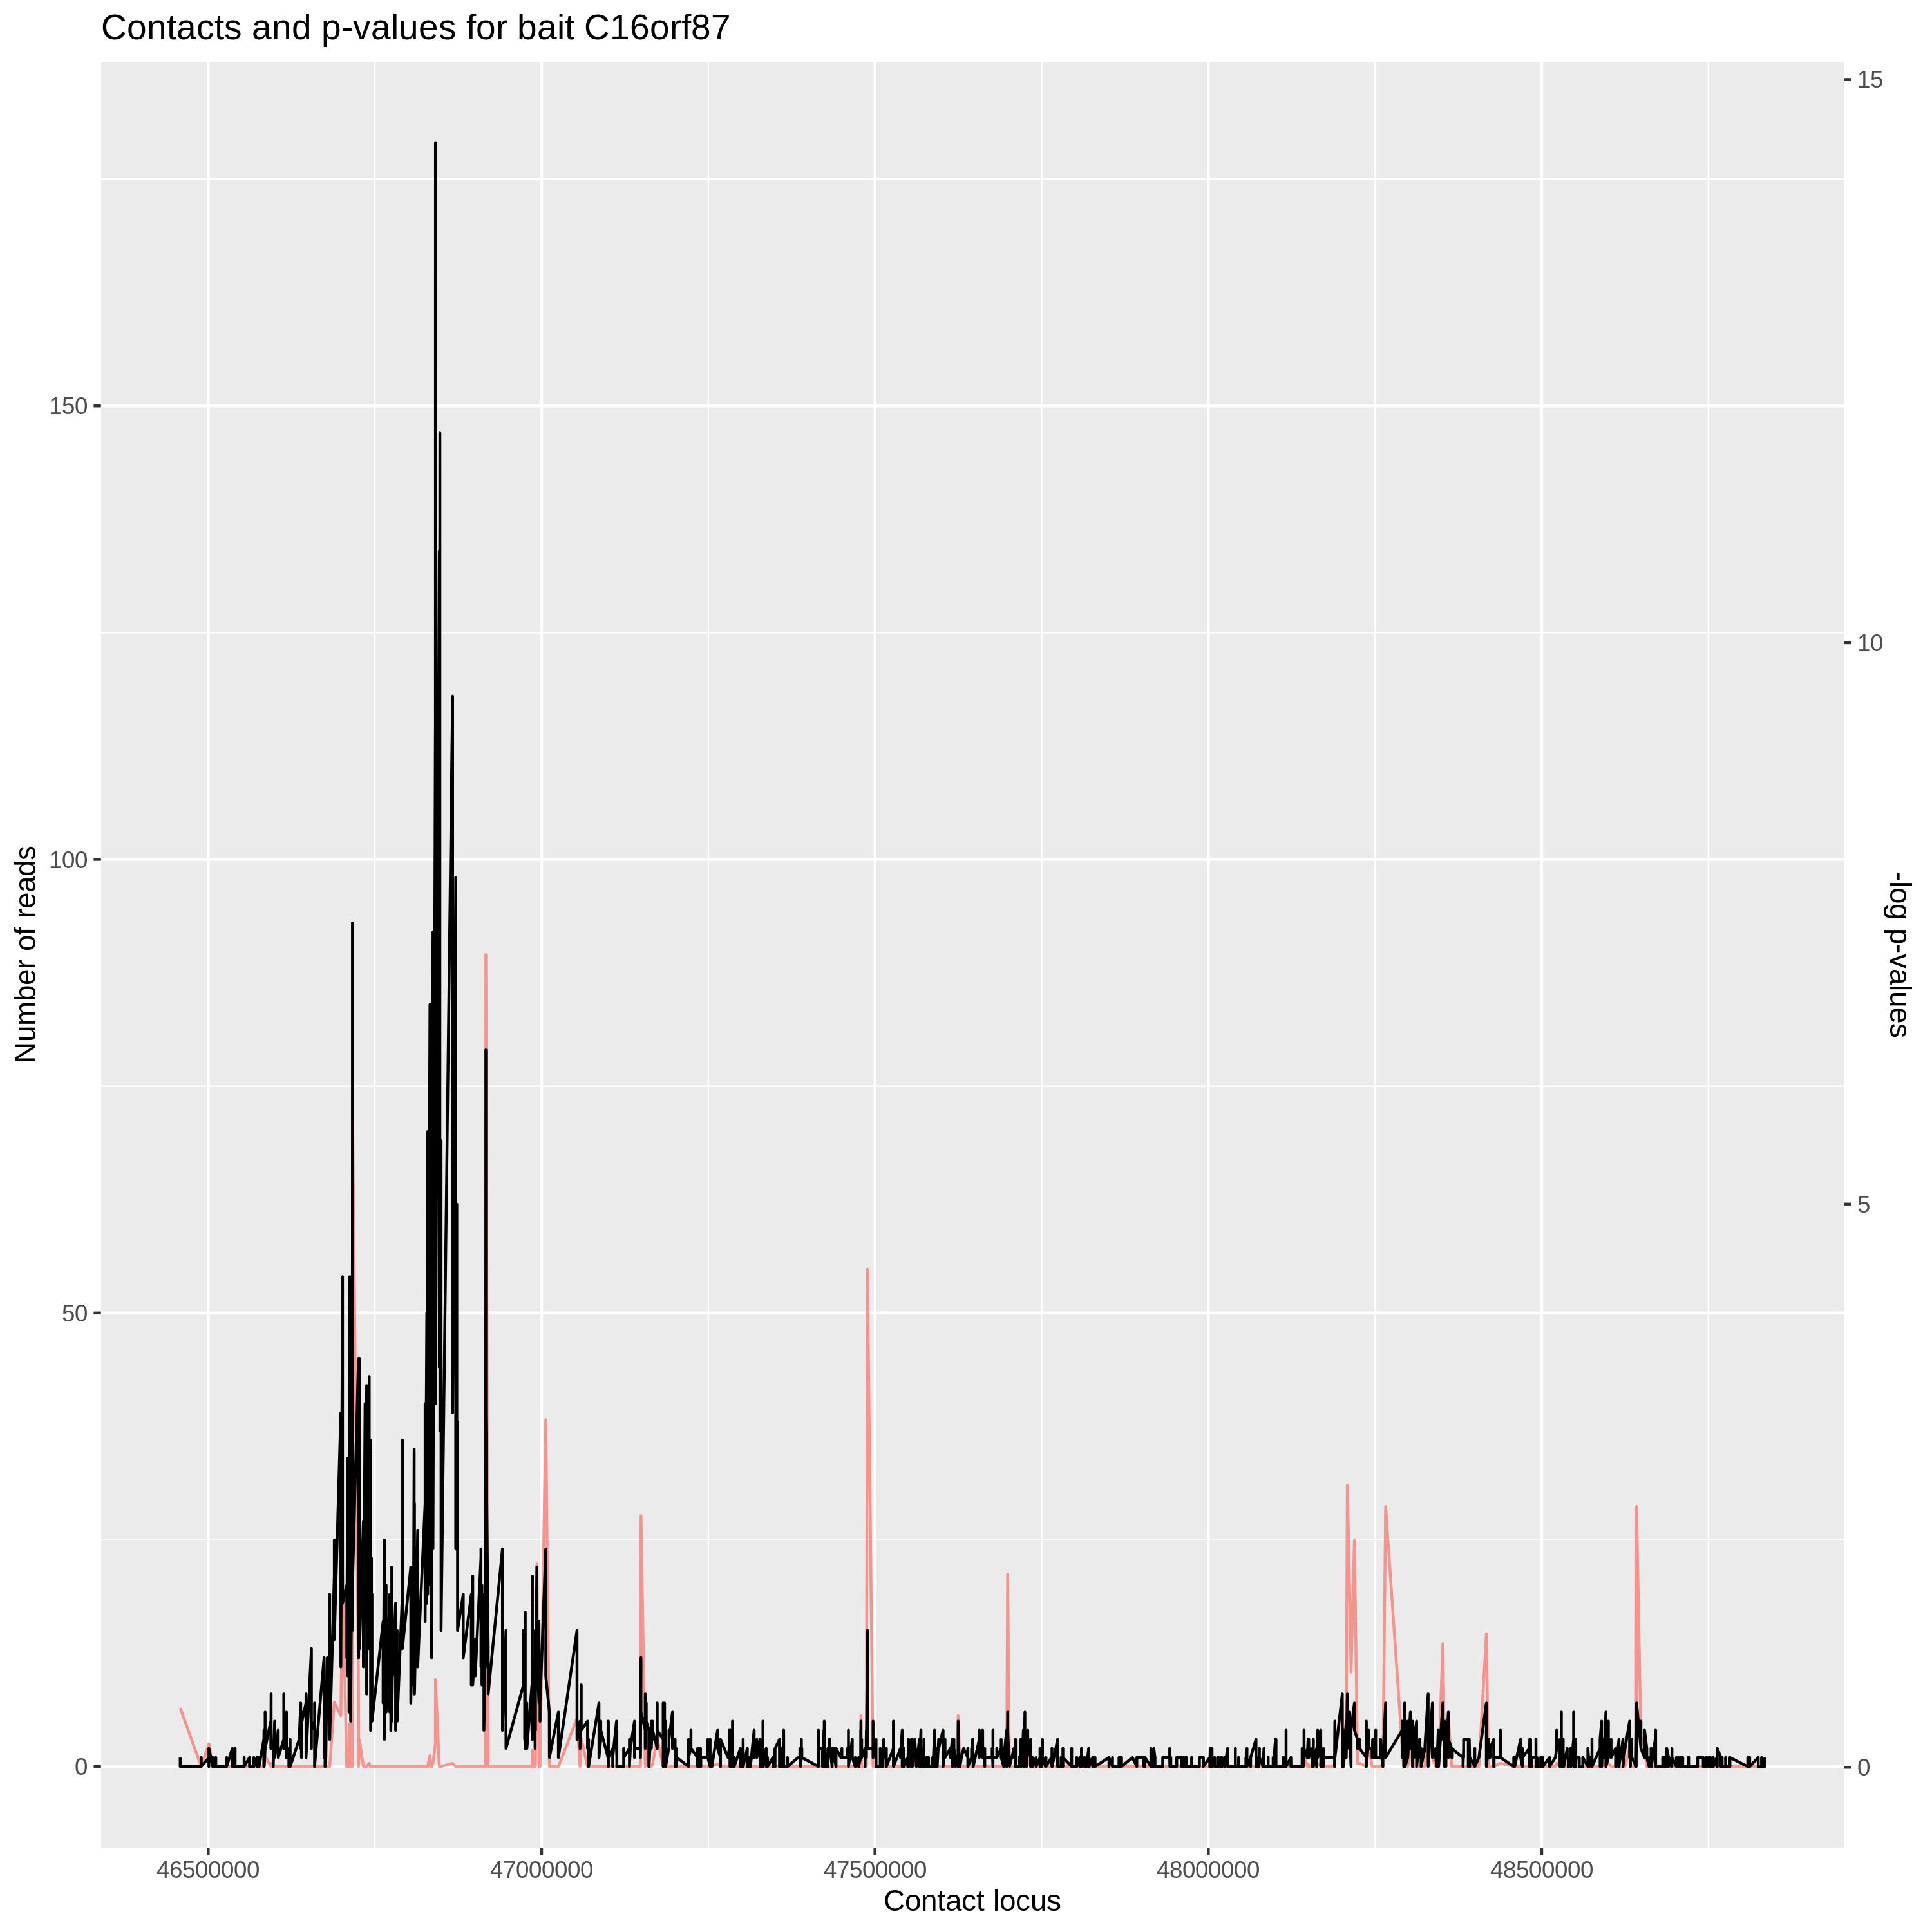 Contacts and p-values for bait C16orf87
Number of reads
150
100
50
0
15
10
5
0
-log p-values
46500000 47000000 47500000 48000000 48500000
Contact locus